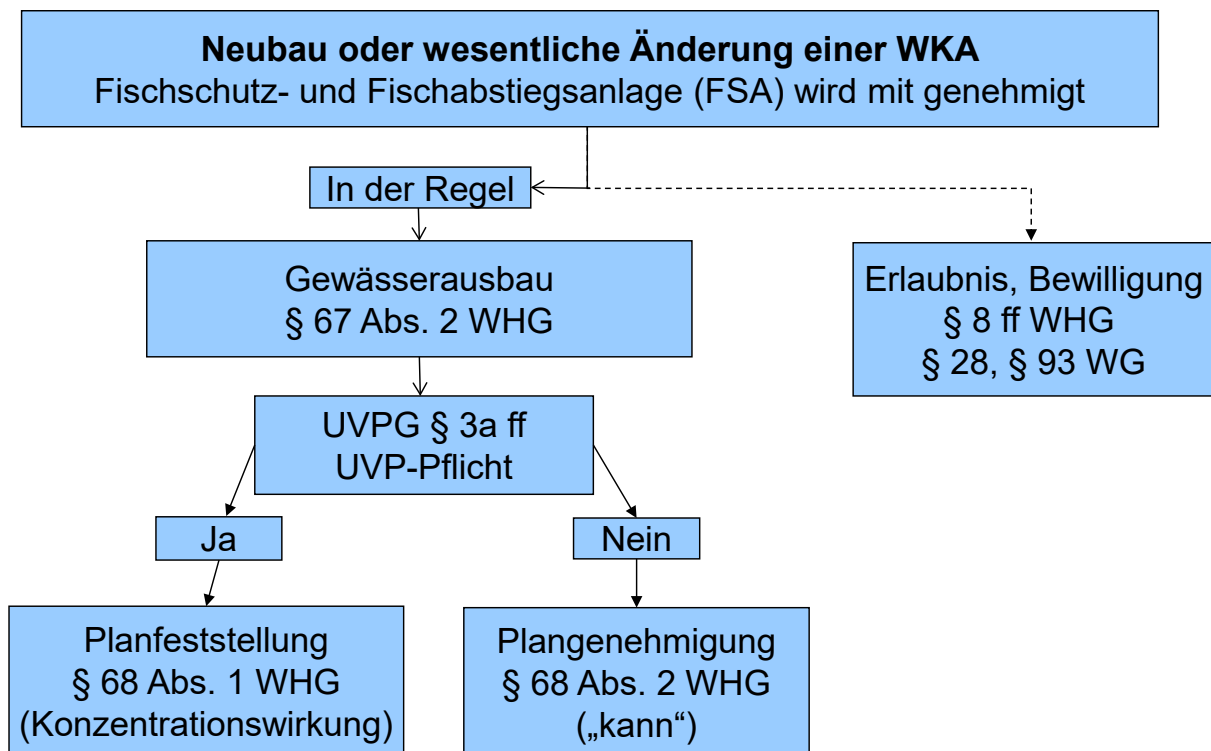 Neubau oder wesentliche Änderung einer WKA
Fischschutz- und Fischabstiegsanlage (FSA) wird mit genehmigt
In der Regel
Gewässerausbau
§ 67 Abs. 2 WHG
Erlaubnis, Bewilligung
§ 8 ff WHG
§ 28, § 93 WG
UVPG § 3a ff
UVP-Pflicht
Ja
Nein
Planfeststellung
§ 68 Abs. 1 WHG
(Konzentrationswirkung)
Plangenehmigung
§ 68 Abs. 2 WHG
(„kann“)